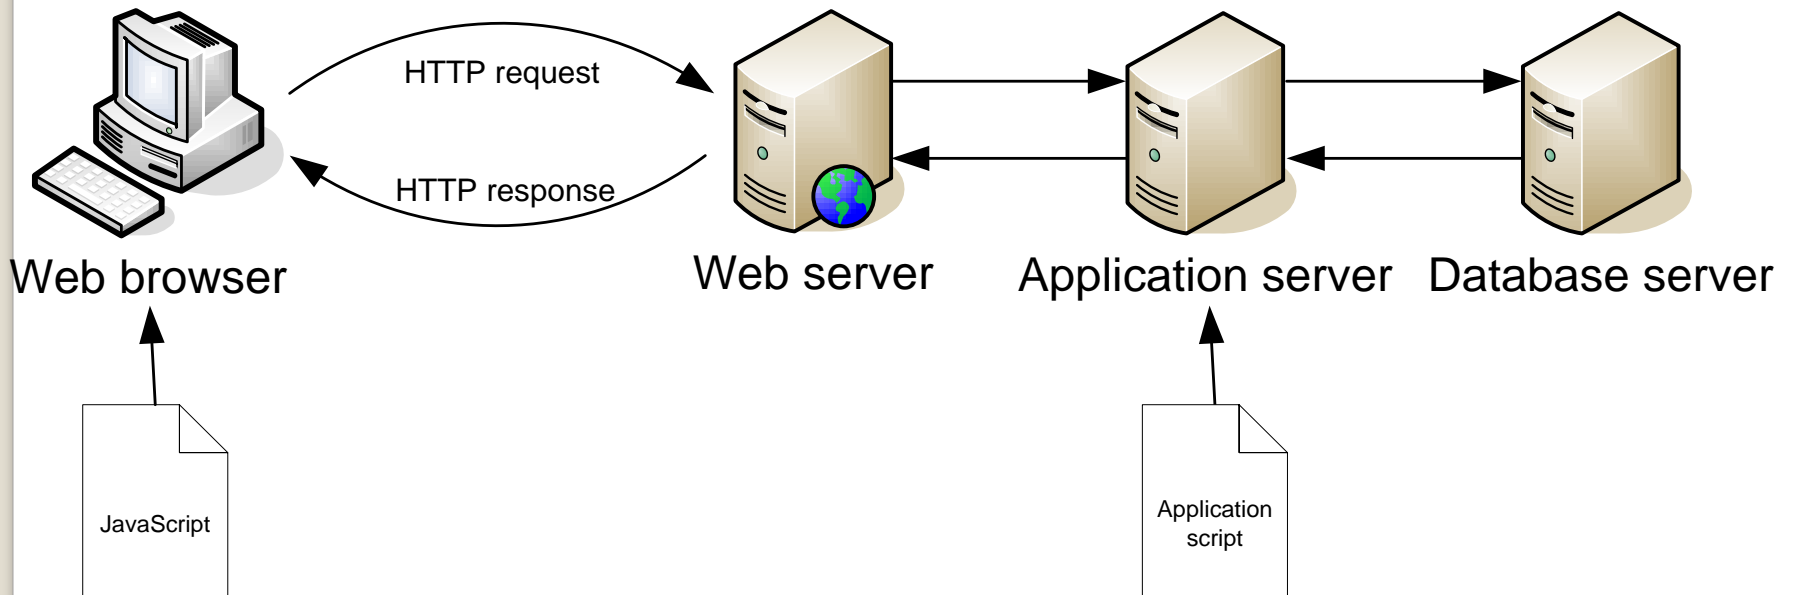 HTTP request
HTTP response
Web browser
Web server
Application server
Database server
JavaScript
Application
script